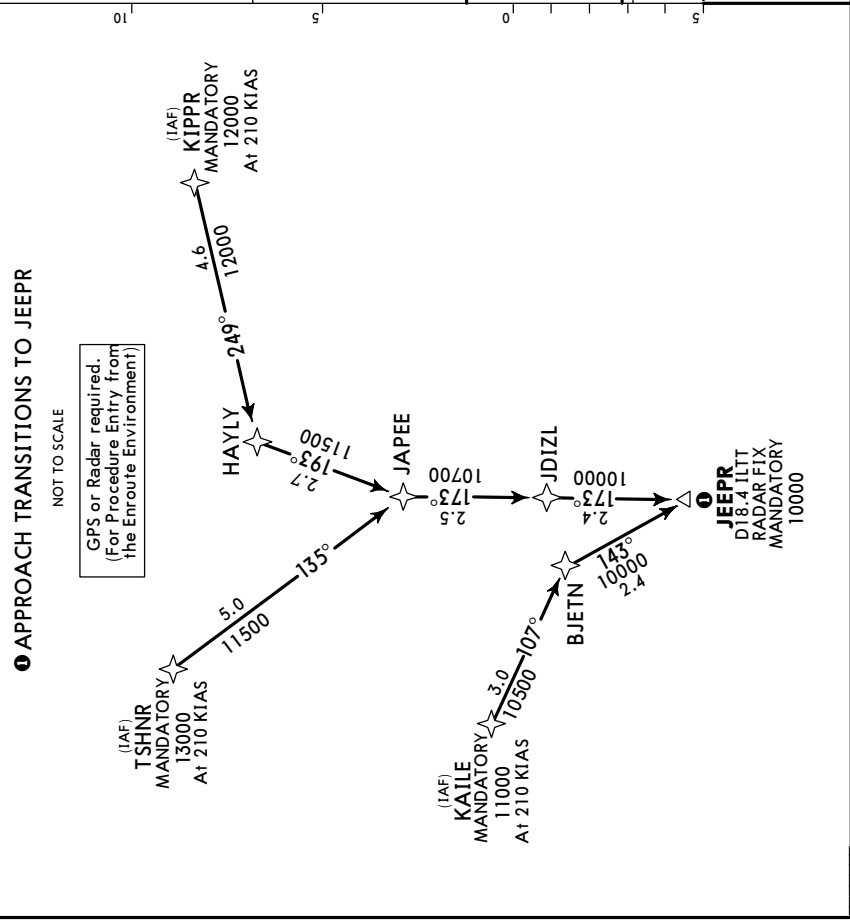 ❶ APPROACH TRANSITIONS TO JEEPR
NOT TO SCALE
GPS or Radar required.
(For Procedure Entry from
the Enroute Environment)
(IAF)
TSHNR
MANDATORY
13000
At 210 KIAS
5.0
135°
11500
(IAF)
KIPPR
MANDATORY
12000
At 210 KIAS
4.6
249°
12000
HAYLY
2.7
193°
11500
JAPEE
2.5
173°
10700
JDIZL
2.4
173°
10000
(IAF)
KAILE
MANDATORY
11000
At 210 KIAS
3.0
107°
10500
BJETN
143°
10000
2.4
❶
JEEPR
D18.4 ILTT
RADAR FIX
MANDATORY
10000
10
5
0
5